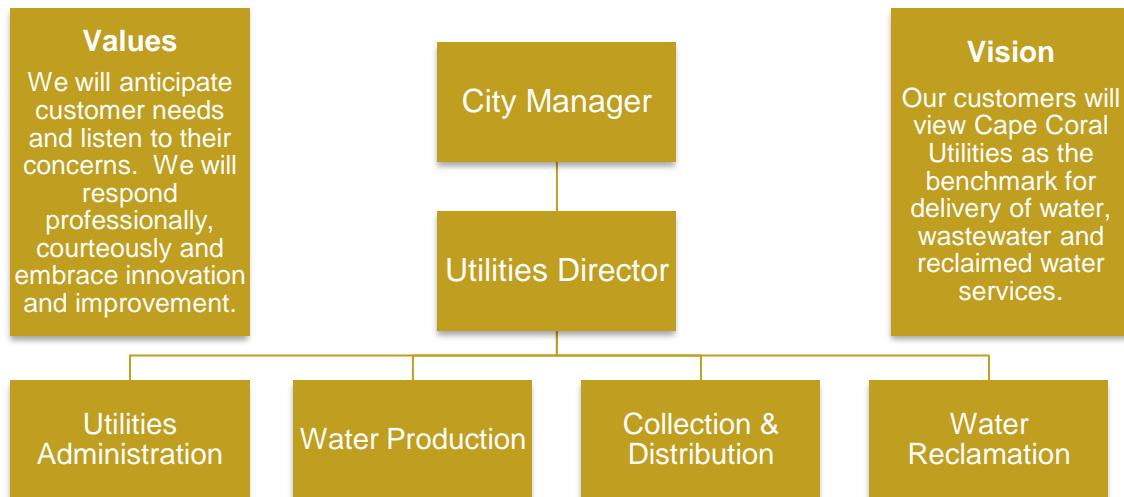 Values
We will anticipate
customer needs
and listen to their
concerns.  We will
respond
professionally,
courteously and
embrace innovation
and improvement.
City Manager
Vision
Our customers will
view Cape Coral
Utilities as the
benchmark for
delivery of water,
wastewater and
reclaimed water
services.
Utilities Director
Utilities
Administration
Water Production
Collection &
Distribution
Water
Reclamation